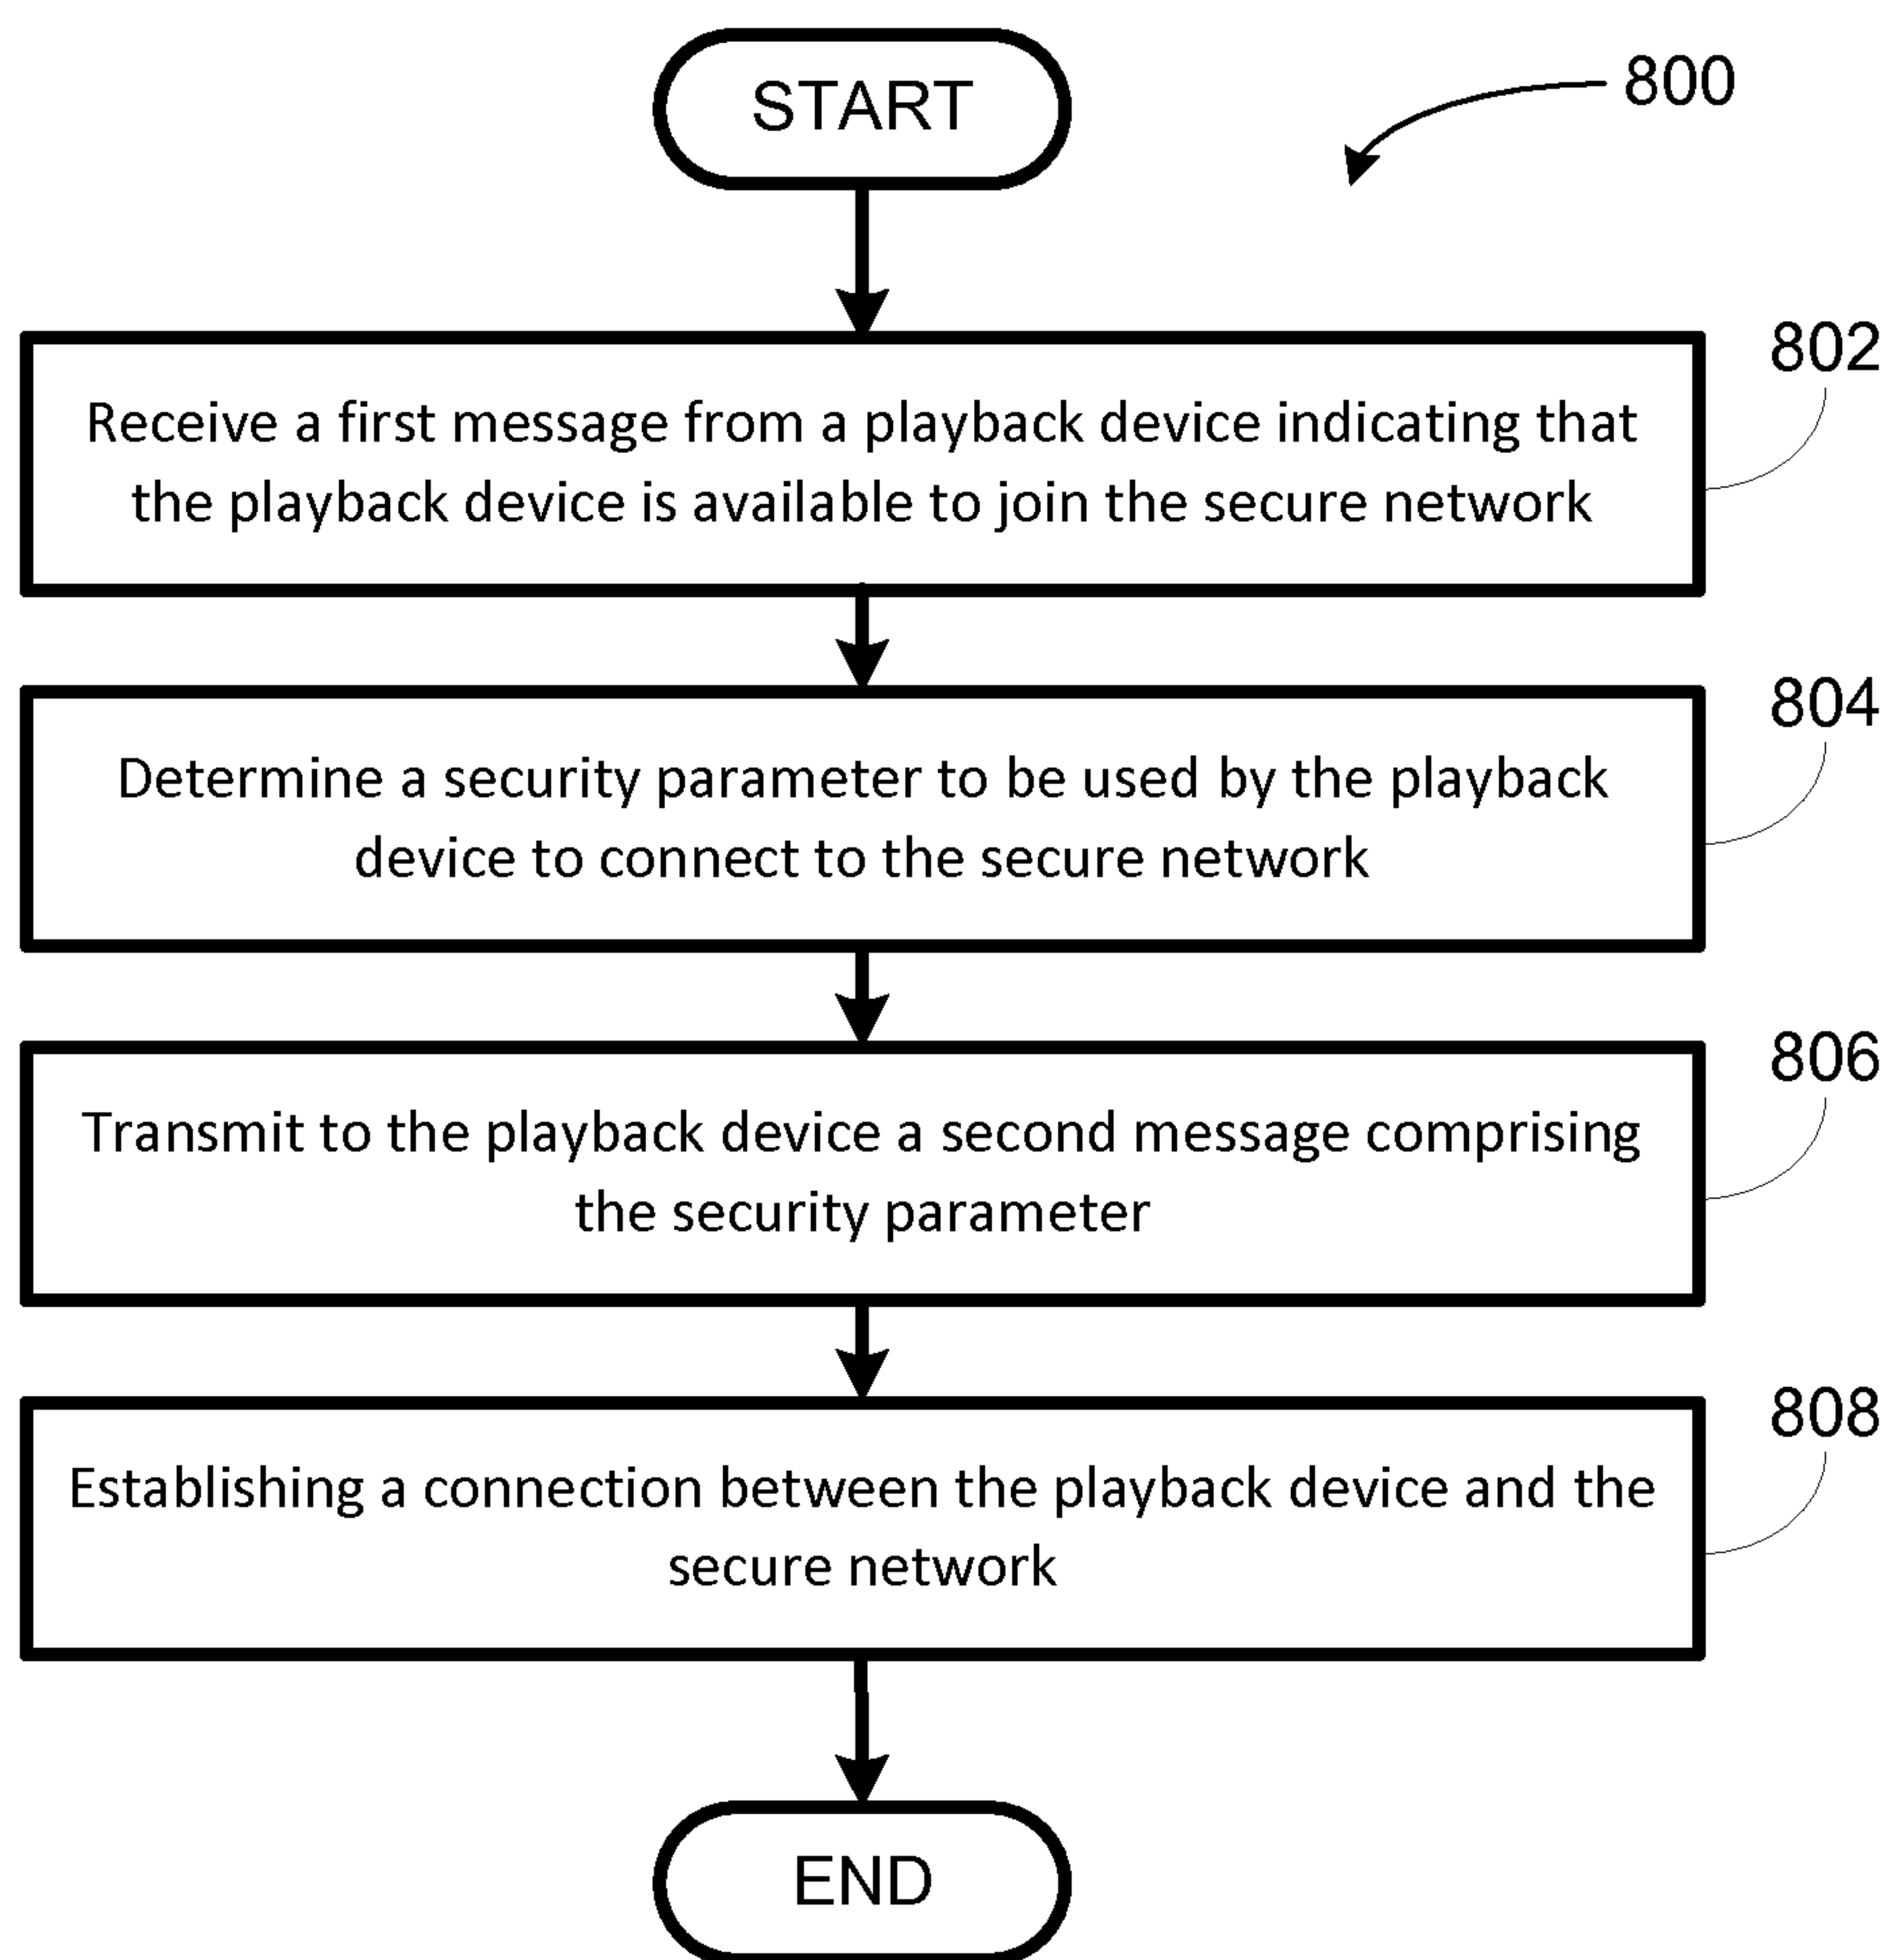 START
800
802
Receive a first message from a playback device indicating that
the playback device is available to join the secure network
804
Determine a security parameter to be used by the playback
device to connect to the secure network
806
Transmit to the playback device a second message comprising
the security parameter
808
Establishing a connection between the playback device and the
secure network
END